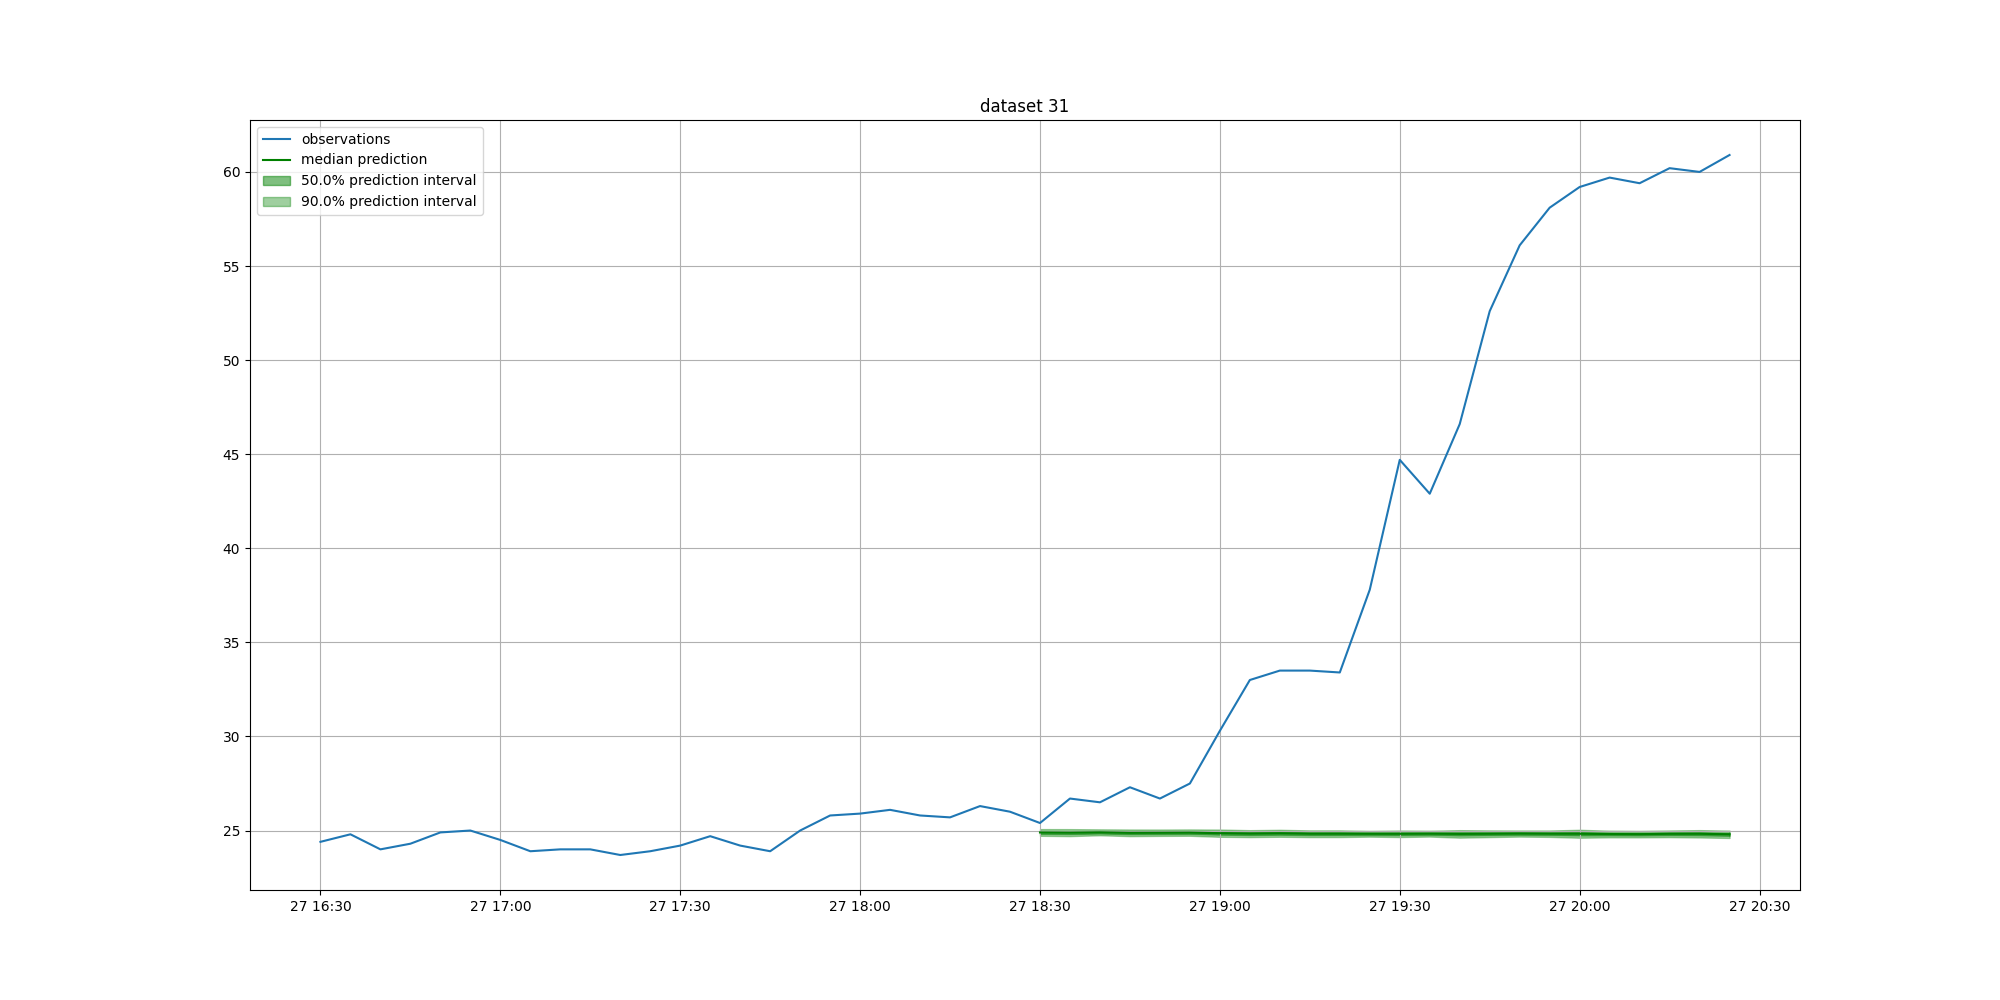 dataset 31
observations
median prediction
50.0% prediction interval
90.0% prediction interval
60
55
50
45
40
35
30
25
27 16:30 27 17:00 27 17:30 27 18:00 27 18:30 27 19:00 27 19:30 27 20:00 27 20:30